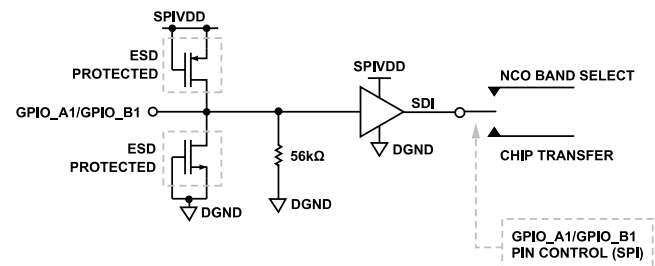 SPIVDD
ESD
PROTECTED
SPIVDD
NCO BAND SELECT
GPIO_A1/GPIO_B1
SDI
ESD
PROTECTED
56kΩ
DGND
CHIP TRANSFER
DGND
DGND
GPIO_A1/GPIO_B1
PIN CONTROL (SPI)